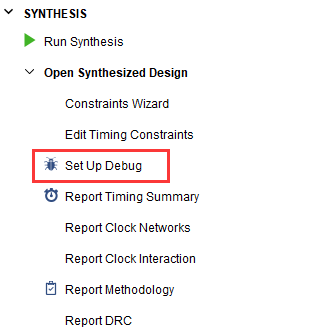 SYNTHESIS
Run Synthesis
Open Synthesized Design
Constraints Wizard
Edit Timing Constraints
Set Up Debug
Report Timing Summary
Report Clock Networks
Report Clock Interaction
Report Methodology
Report DRC